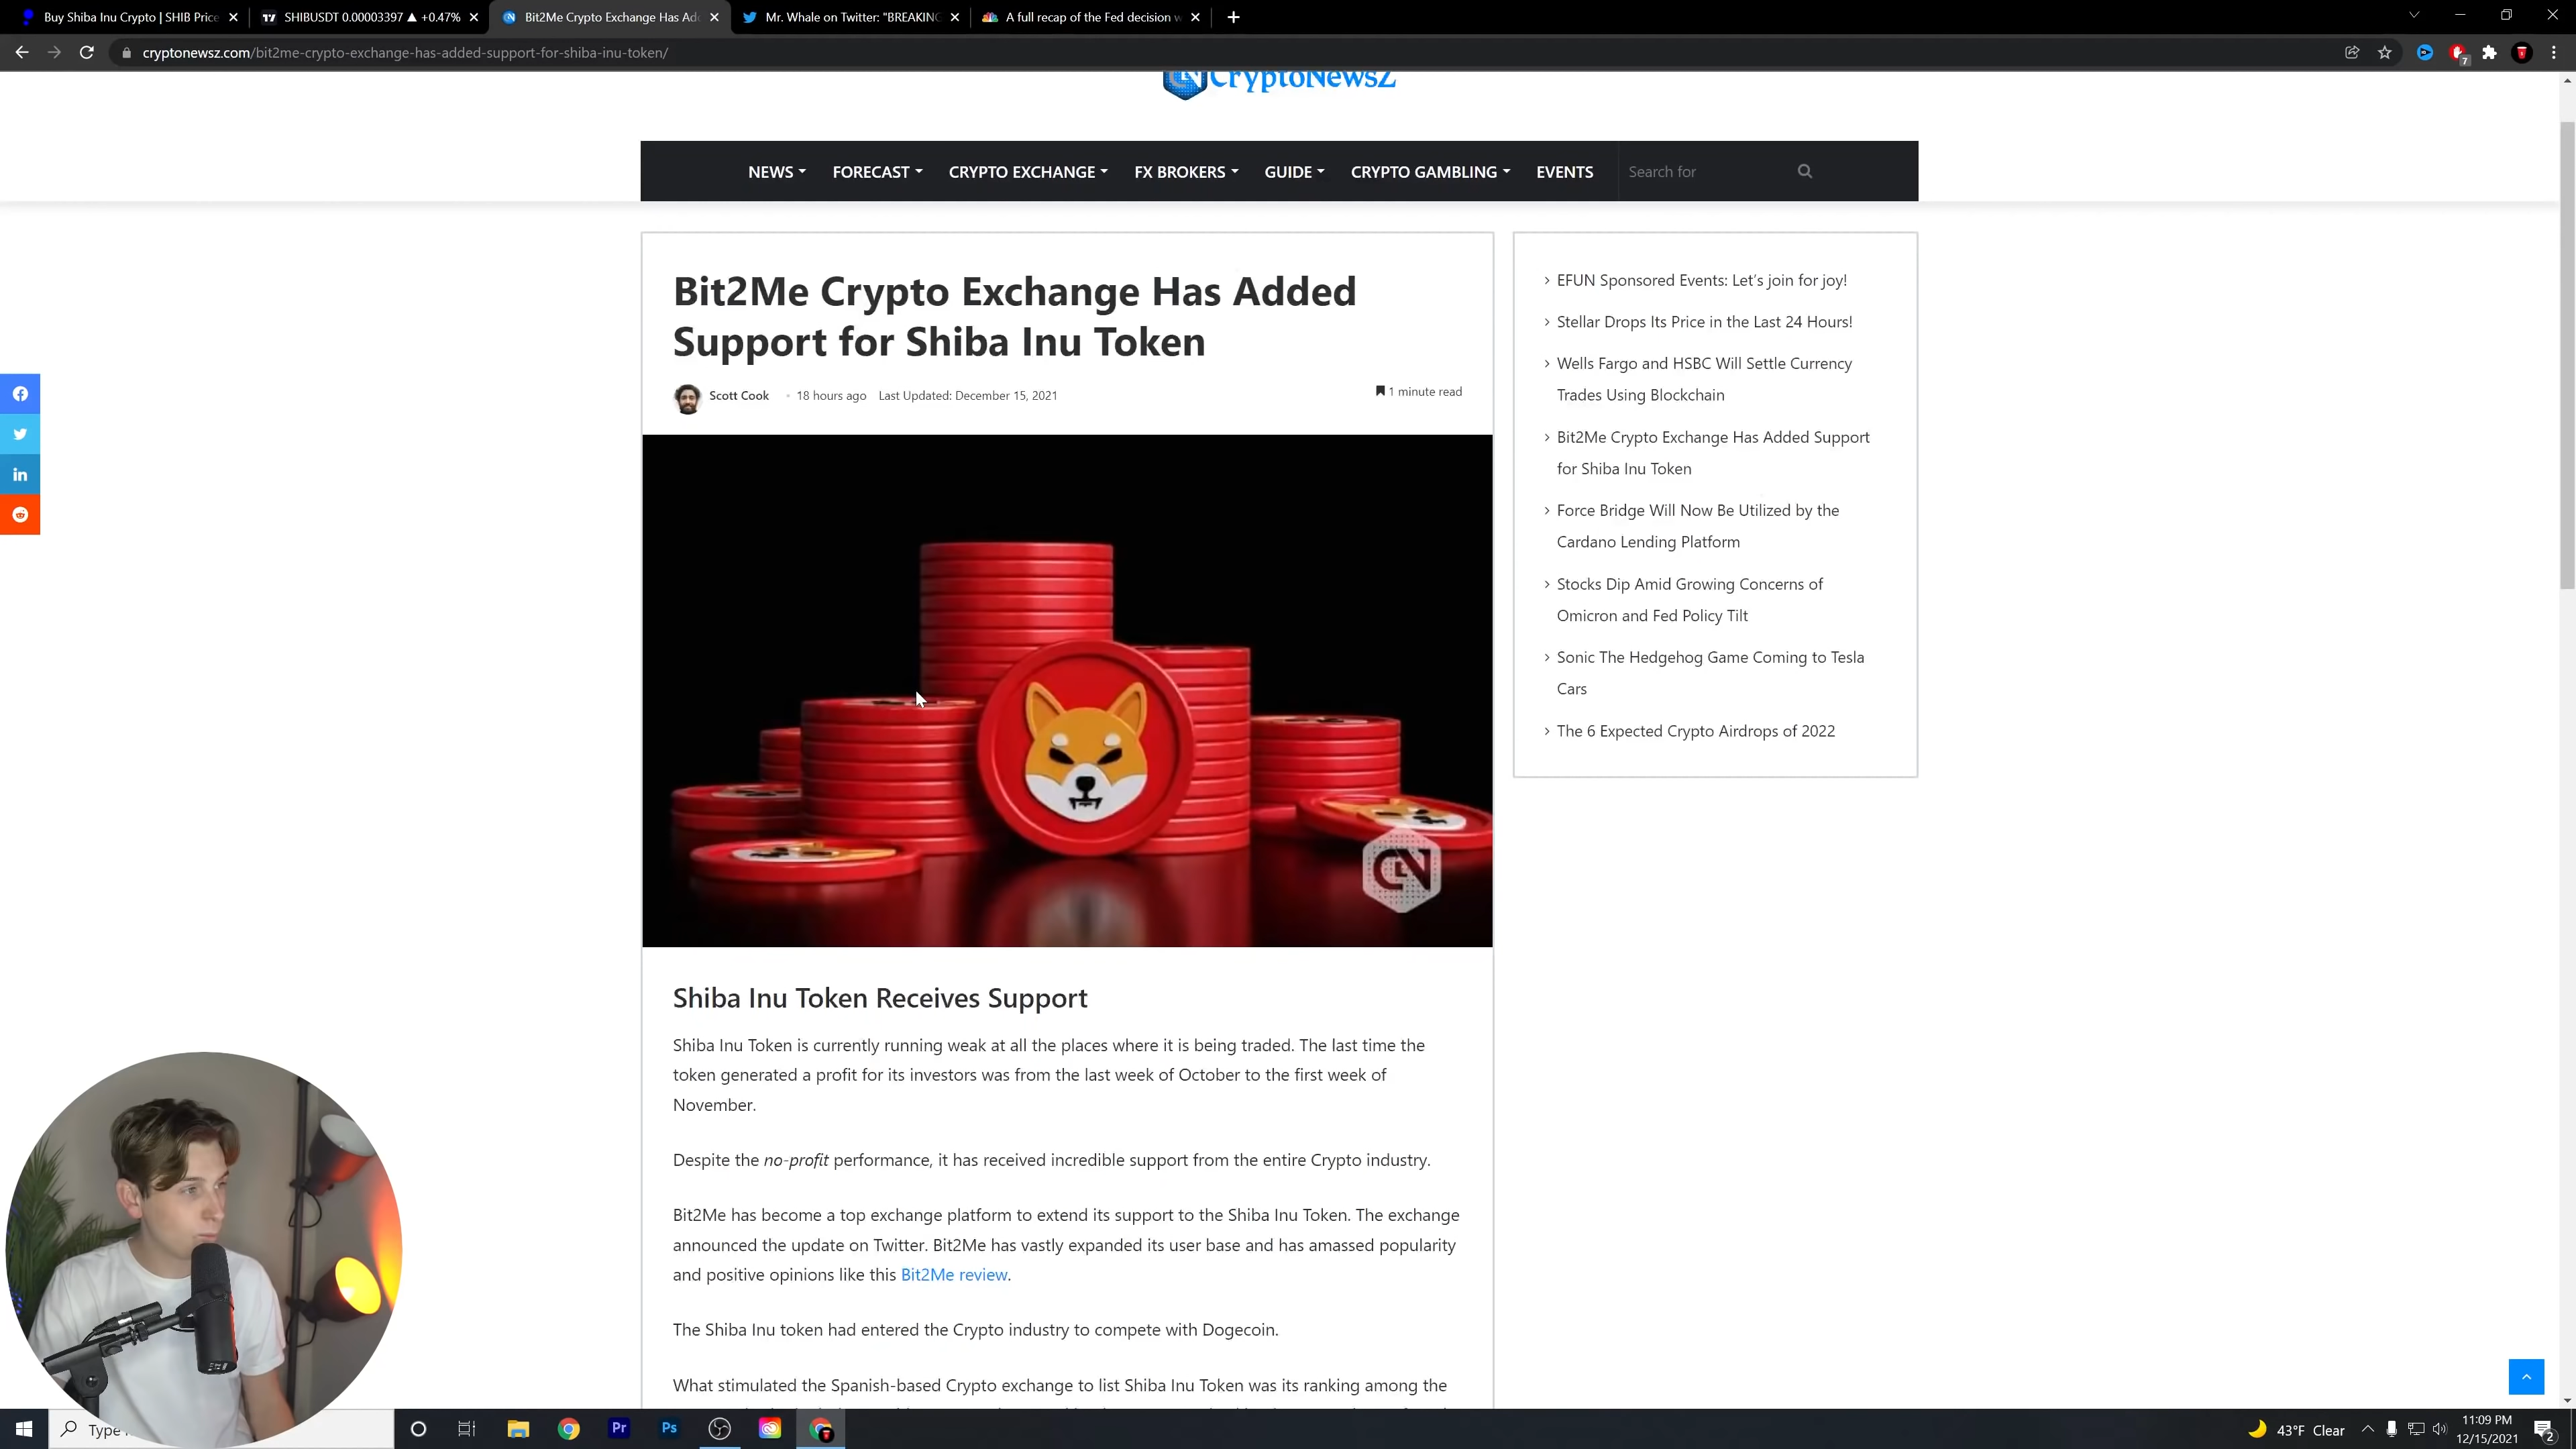 Buy Shiba Inu Crypto | SHIB Price
SHIBUSDT 0.00003397 ▲ +0.47%
Bit2Me Crypto Exchange Has Ad
Mr. Whale on Twitter: "BREAKING
A full recap of the Fed decision w
cryptonewsz.com/bit2me-crypto-exchange-has-added-support-for-shiba-inu-token/
7
CryptoNewsZ
NEWS
FORECAST
CRYPTO EXCHANGE
FX BROKERS
GUIDE
CRYPTO GAMBLING
EVENTS
Search for
Bit2Me Crypto Exchange Has Added
Support for Shiba Inu Token
Scott Cook
18 hours ago
Last Updated: December 15, 2021
1 minute read
Shiba Inu Token Receives Support
Shiba Inu Token is currently running weak at all the places where it is being traded. The last time the
token generated a profit for its investors was from the last week of October to the first week of
November.
Despite the no-profit performance, it has received incredible support from the entire Crypto industry.
Bit2Me has become a top exchange platform to extend its support to the Shiba Inu Token. The exchange
announced the update on Twitter. Bit2Me has vastly expanded its user base and has amassed popularity
and positive opinions like this Bit2Me review.
The Shiba Inu token had entered the Crypto industry to compete with Dogecoin.
What stimulated the Spanish-based Crypto exchange to list Shiba Inu Token was its ranking among the
EFUN Sponsored Events: Let's join for joy!
Stellar Drops Its Price in the Last 24 Hours!
Wells Fargo and HSBC Will Settle Currency
Trades Using Blockchain
Bit2Me Crypto Exchange Has Added Support
for Shiba Inu Token
Force Bridge Will Now Be Utilized by the
Cardano Lending Platform
Stocks Dip Amid Growing Concerns of
Omicron and Fed Policy Tilt
Sonic The Hedgehog Game Coming to Tesla
Cars
The 6 Expected Crypto Airdrops of 2022
Type
Pr
Ps
43°F Clear
11:09 PM
12/15/2021
2